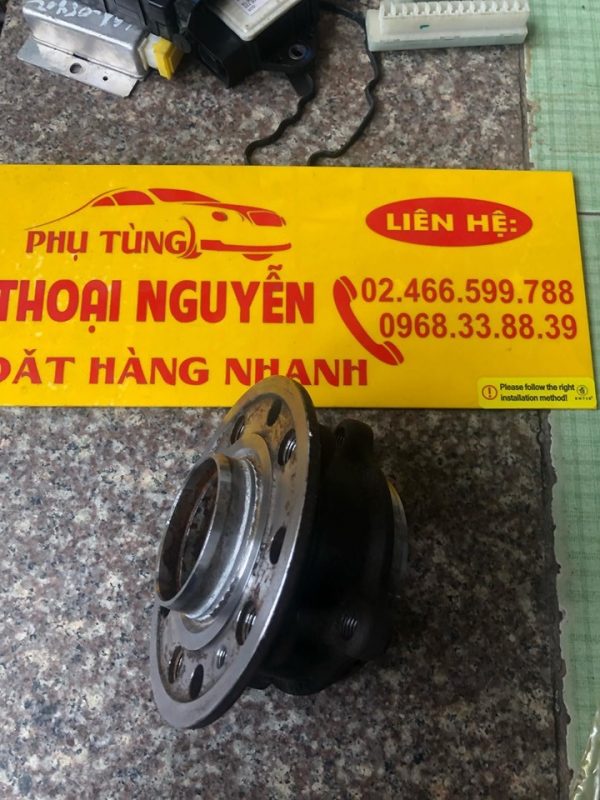 PHỤ TÙNG
LIÊN HỆ:
THOẠI NGUYỄN
02.466.599.788
0968.33.88.39
ĐẶT HÀNG NHANH
Please follow the right
installation method!